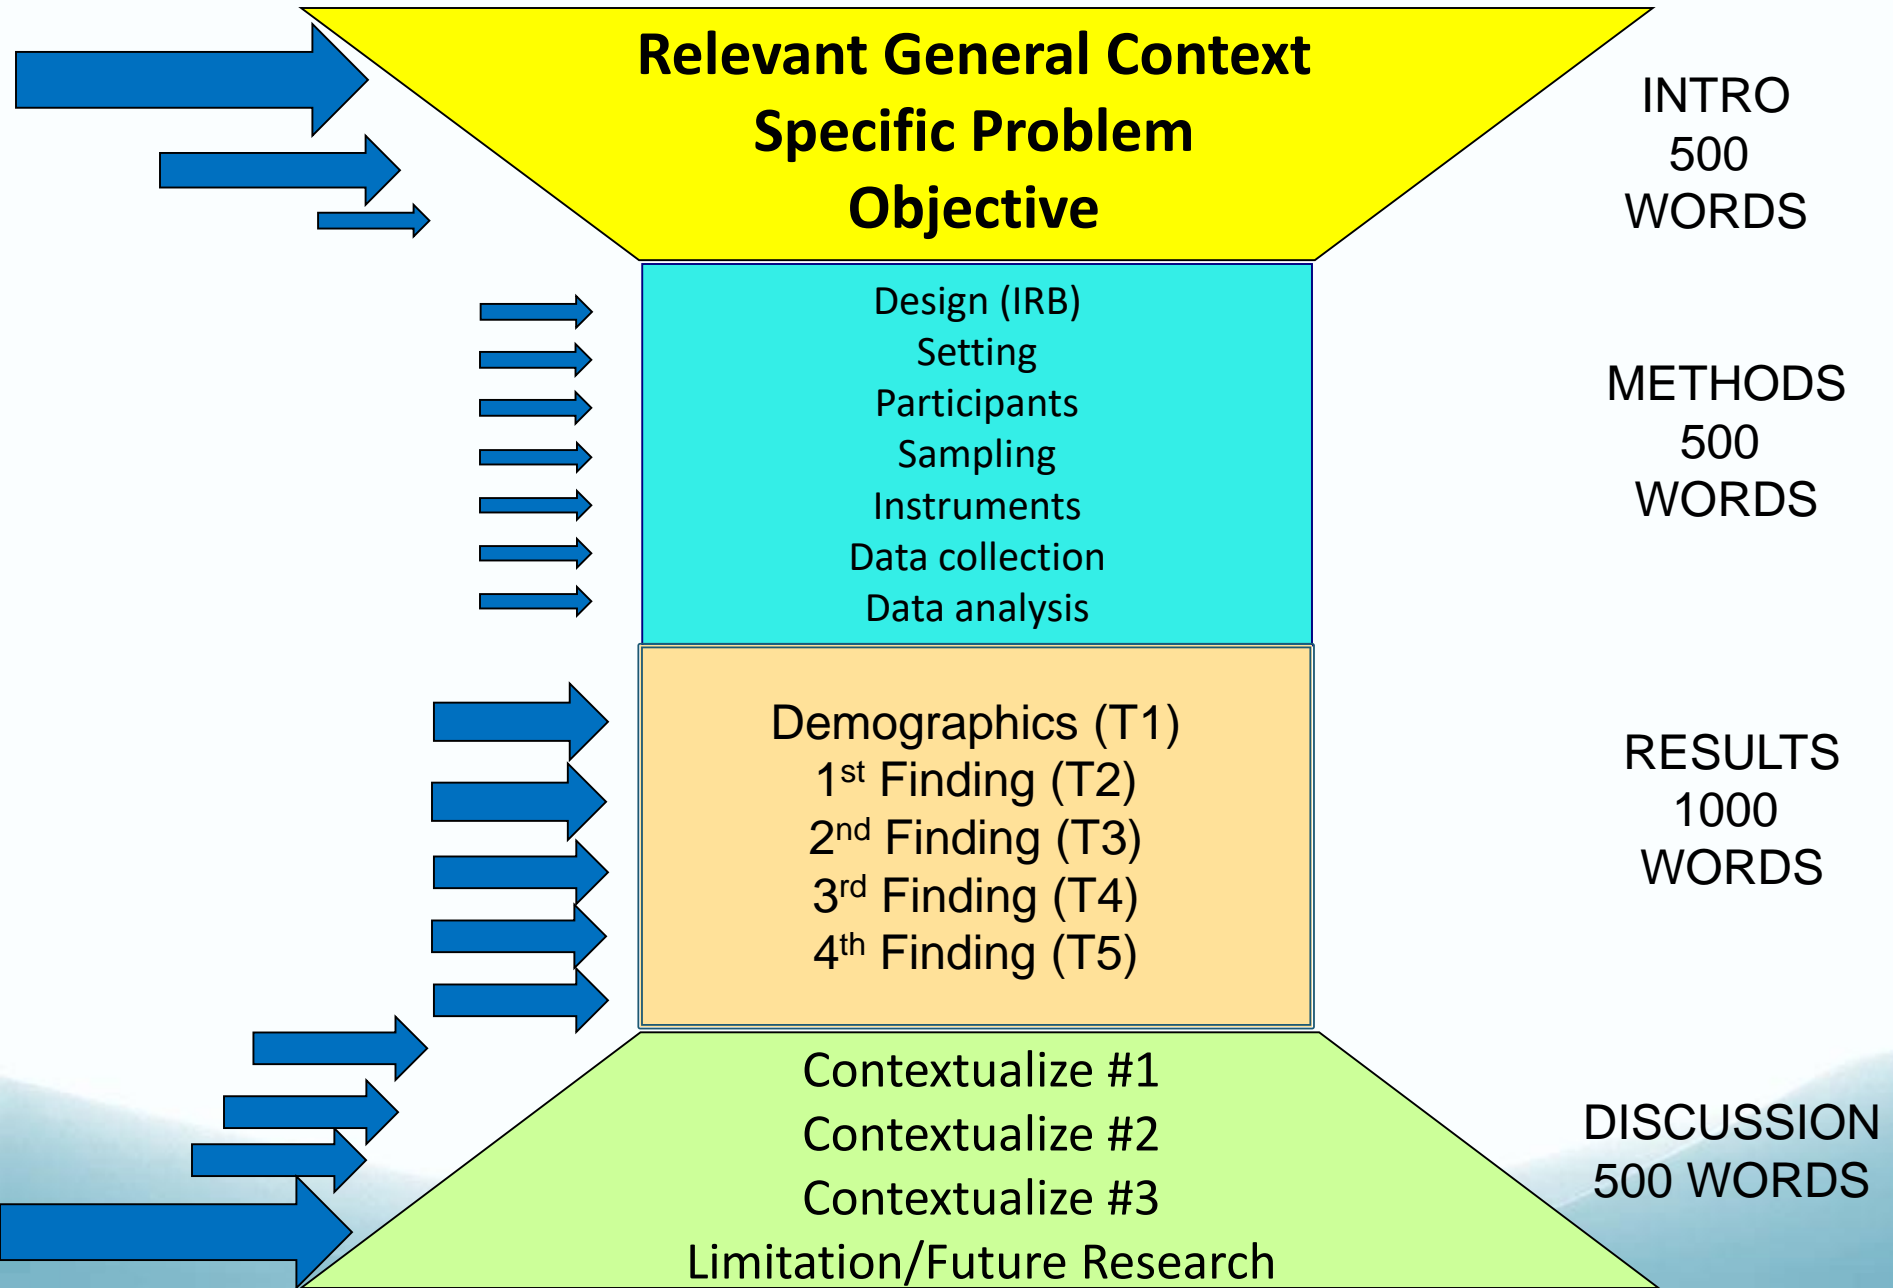 Relevant General Context
Specific Problem
Objective
INTRO
500
WORDS
Design (IRB)
Setting
Participants
Sampling
Instruments
Data collection
Data analysis
METHODS
500
WORDS
Demographics (T1)
1st Finding (T2)
2nd Finding (T3)
3rd Finding (T4)
4th Finding (T5)
RESULTS
1000
WORDS
Contextualize #1
Contextualize #2
Contextualize #3
Limitation/Future Research
DISCUSSION
500 WORDS